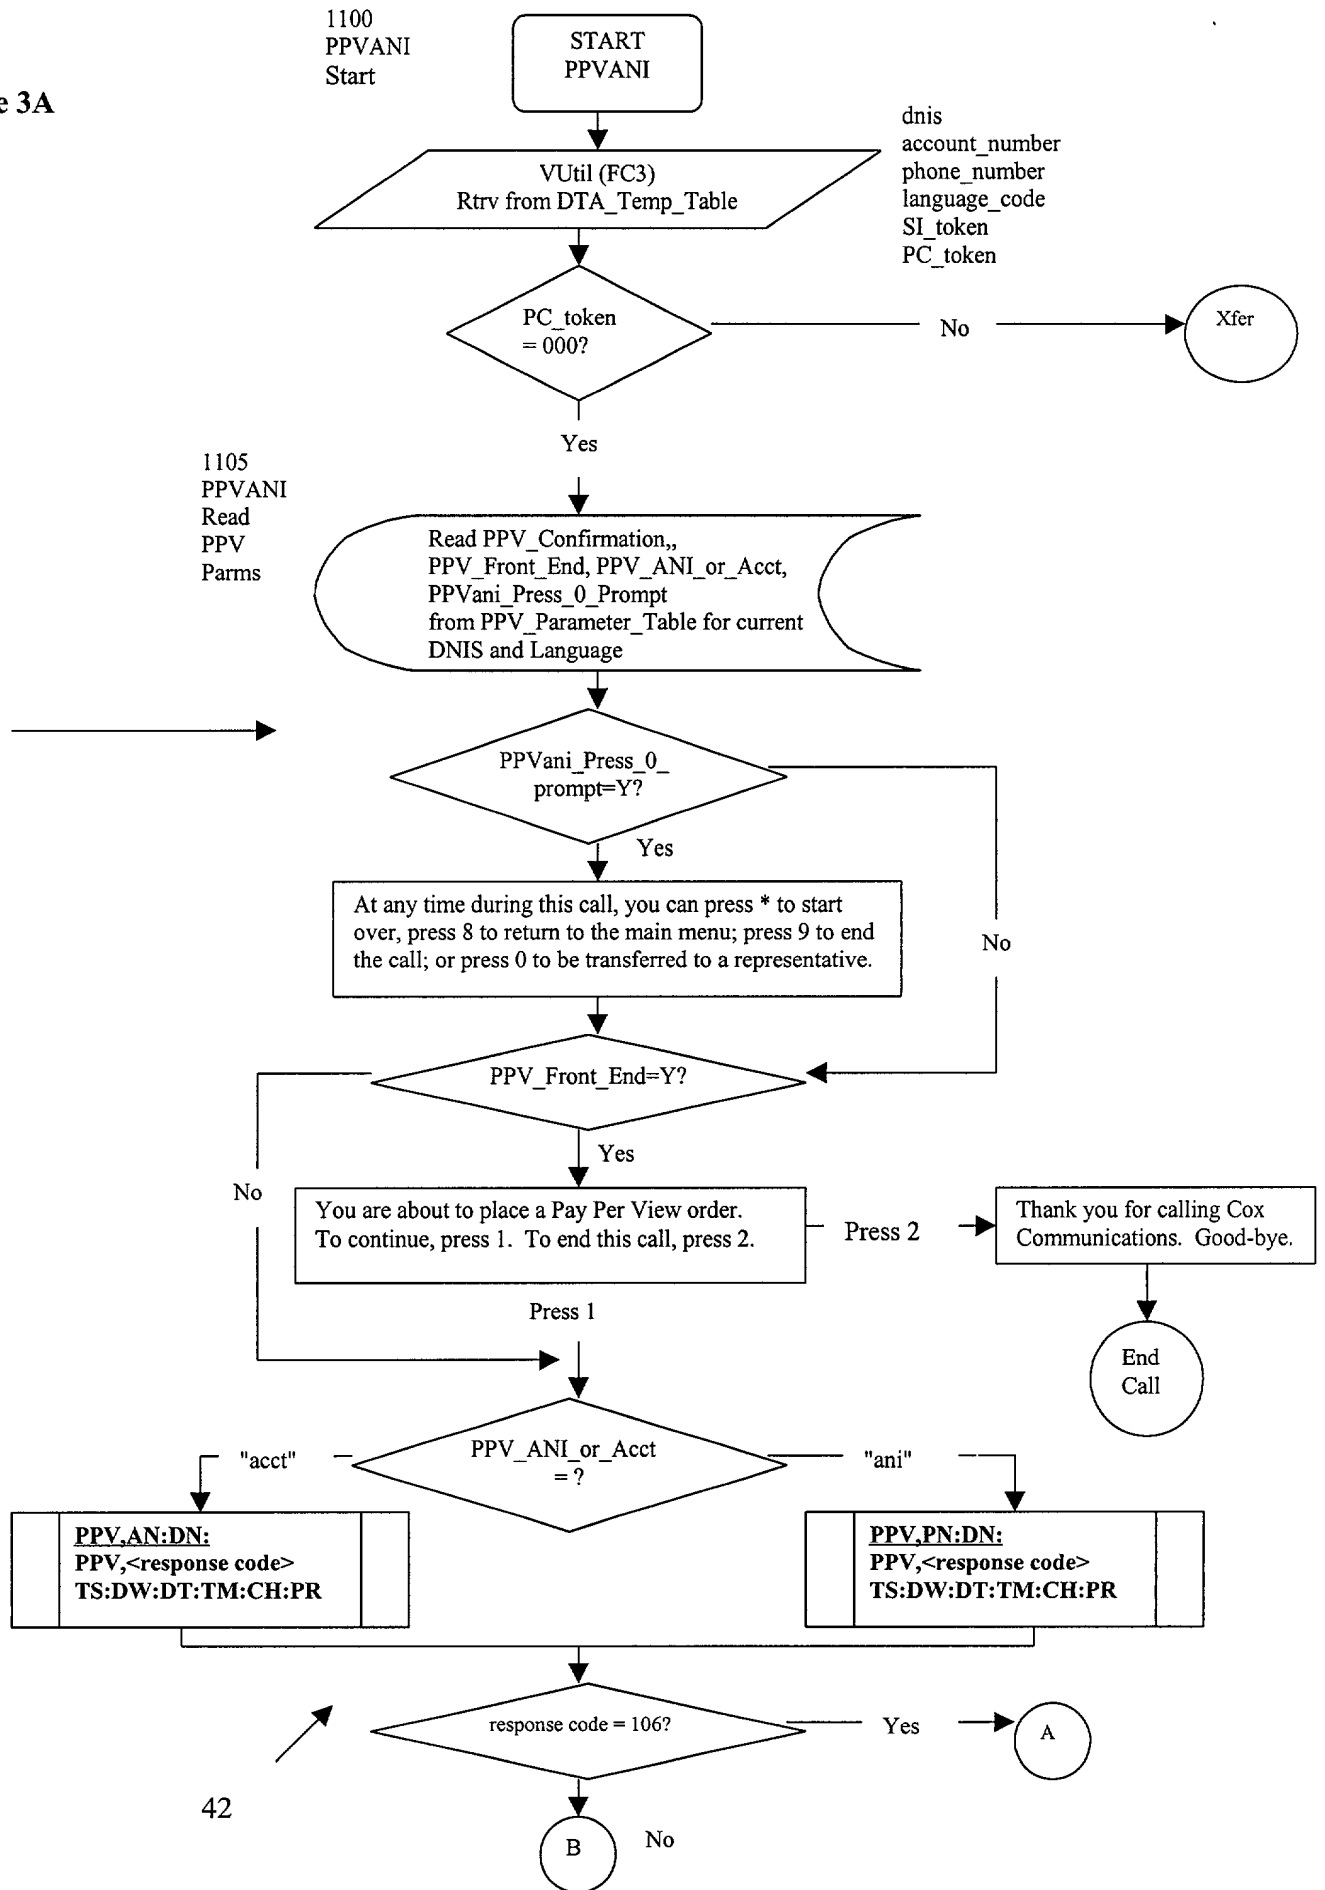 1100
PPVANI
Start
START
PPVANI
e 3A
dnis
account_number
phone_number
language_code
SI_token
PC_token
VUtil (FC3)
Rtrv from DTA_Temp_Table
PC_token
= 000?
No
Xfer
Yes
1105
PPVANI
Read
PPV
Parms
Read PPV_Confirmation,,
PPV_Front_End, PPV_ANI_or_Acct,
PPVani_Press_0_Prompt
from PPV_Parameter_Table for current
DNIS and Language
PPVani_Press_0_
prompt=Y?
Yes
At any time during this call, you can press * to start
over, press 8 to return to the main menu; press 9 to end
the call; or press 0 to be transferred to a representative.
No
PPV_Front_End=Y?
Yes
No
You are about to place a Pay Per View order.
To continue, press 1. To end this call, press 2.
Press 2
Thank you for calling Cox
Communications. Good-bye.
Press 1
End
Call
PPV_ANI_or_Acct
= ?
"acct"
"ani"
PPV,AN:DN:
PPV,<response code>
TS:DW:DT:TM:CH:PR
PPV,PN:DN:
PPV,<response code>
TS:DW:DT:TM:CH:PR
response code = 106?
Yes
A
42
B
No